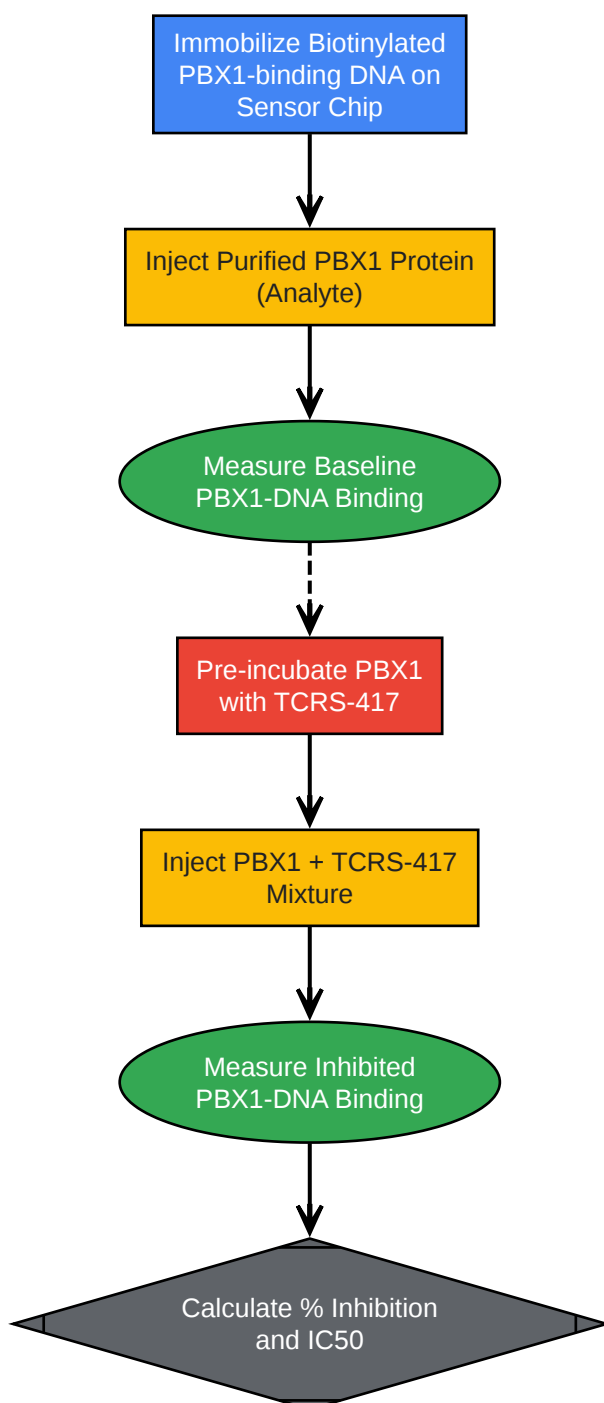 Immobilize Biotinylated
PBX1-binding DNA on
Sensor Chip
Inject Purified PBX1 Protein
(Analyte)
Measure Baseline
PBX1-DNA Binding
Pre-incubate PBX1
with TCRS-417
Inject PBX1 + TCRS-417
Mixture
Measure Inhibited
PBX1-DNA Binding
Calculate % Inhibition
and IC50